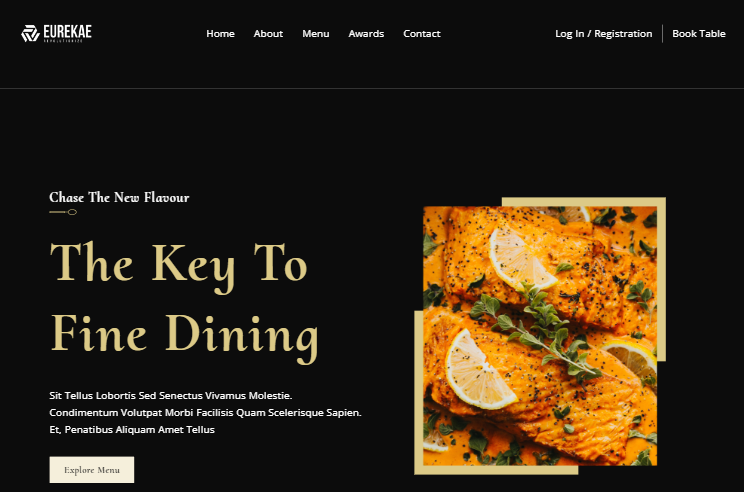 EUREKAE
Home About Menu Awards Contact Log In / Registration Book Table
Chase The New Flavour
The Key To
Fine Dining
Sit Tellus Lobortis Sed Senectus Vivamus Molestie.
Condimentum Volutpat Morbi Facilisis Quam Scelerisque Sapien.
Et, Penatibus Aliquam Amet Tellus
Explore Menu